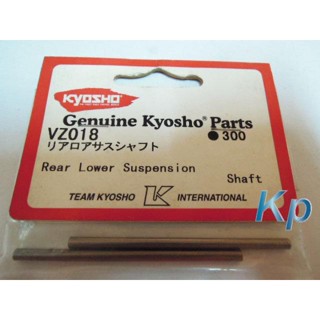 KYOSHO
Genuine Kyosho® Parts
VZ018 ●300
リアロアサスシャフト
Rear Lower Suspension
Shaft
TEAM KYOSHO K INTERNATIONAL
Kp